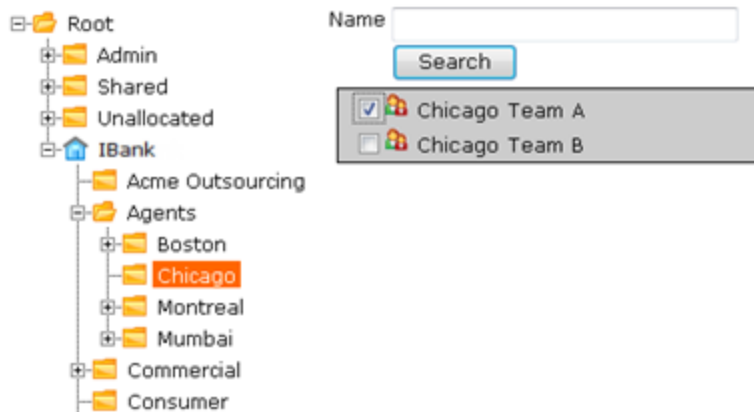 Root
Admin
Shared
Unallocated
IBank
Acme Outsourcing
Agents
Boston
Chicago
Montreal
Mumbai
Commercial
Consumer
Name
Search
Chicago Team A
Chicago Team B